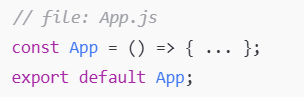 // file: App.js
const App = () => { ... };
export default App;